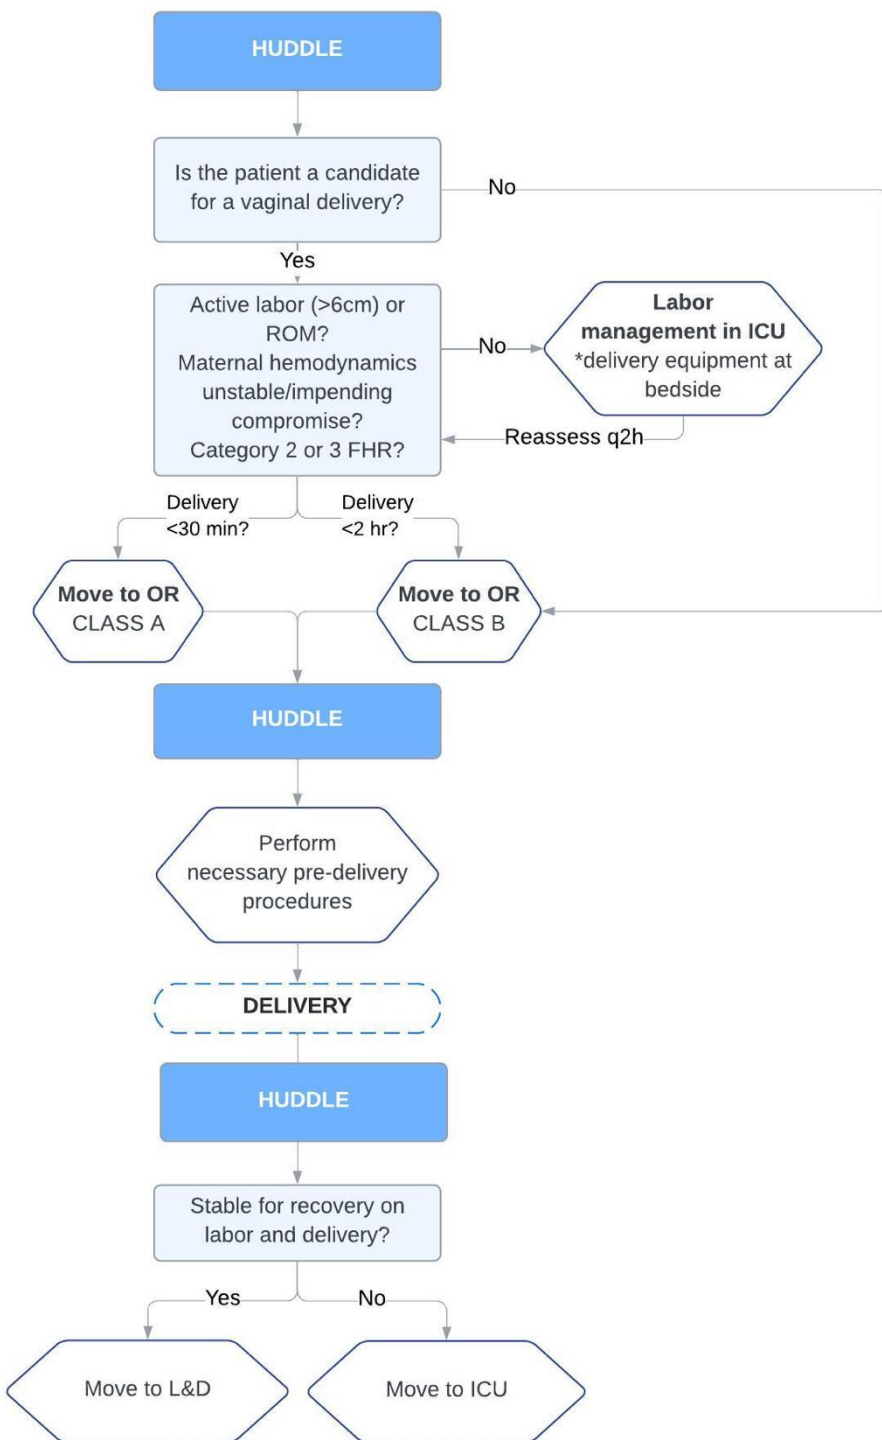 HUDDLE
Is the patient a candidate
for a vaginal delivery?
No
Yes
Active labor (>6cm) or
ROM?
Maternal hemodynamics
unstable/impending
compromise?
Category 2 or 3 FHR?
No
Labor
management in ICU
*delivery equipment at
bedside
Reassess q2h
Delivery
<30 min?
Delivery
<2 hr?
Move to OR
CLASS A
Move to OR
CLASS B
HUDDLE
Perform
necessary pre-delivery
procedures
DELIVERY
HUDDLE
Stable for recovery on
labor and delivery?
Yes
No
Move to L&D
Move to ICU